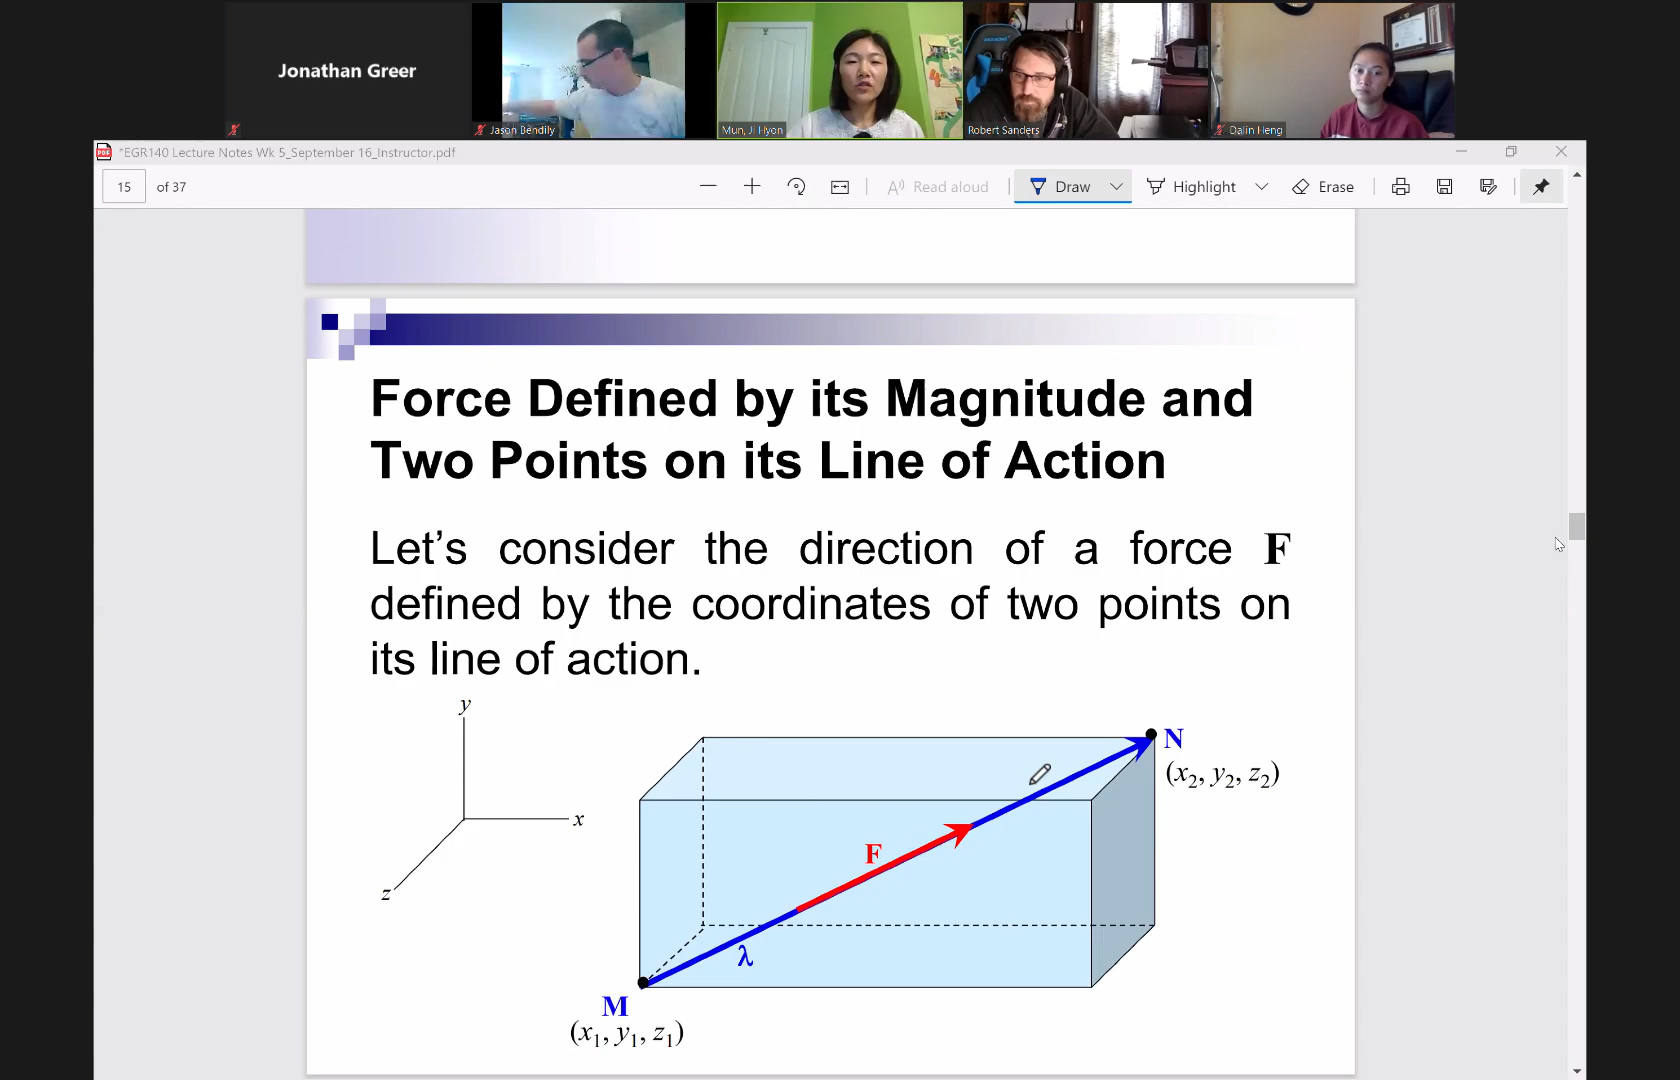 Jonathan Greer
Jason Bendily
Mun, Ji Hyon
Robert Sanders
Dalin Heng
*EGR140 Lecture Notes Wk 5_September 16_Instructor.pdf
15 of 37
Read aloud
Draw
Highlight
Erase
Force Defined by its Magnitude and
Two Points on its Line of Action
Let’s consider the direction of a force F
defined by the coordinates of two points on
its line of action.
y
x
z
N
(x₂, y₂, z₂)
F
λ
M
(x₁, y₁, z₁)